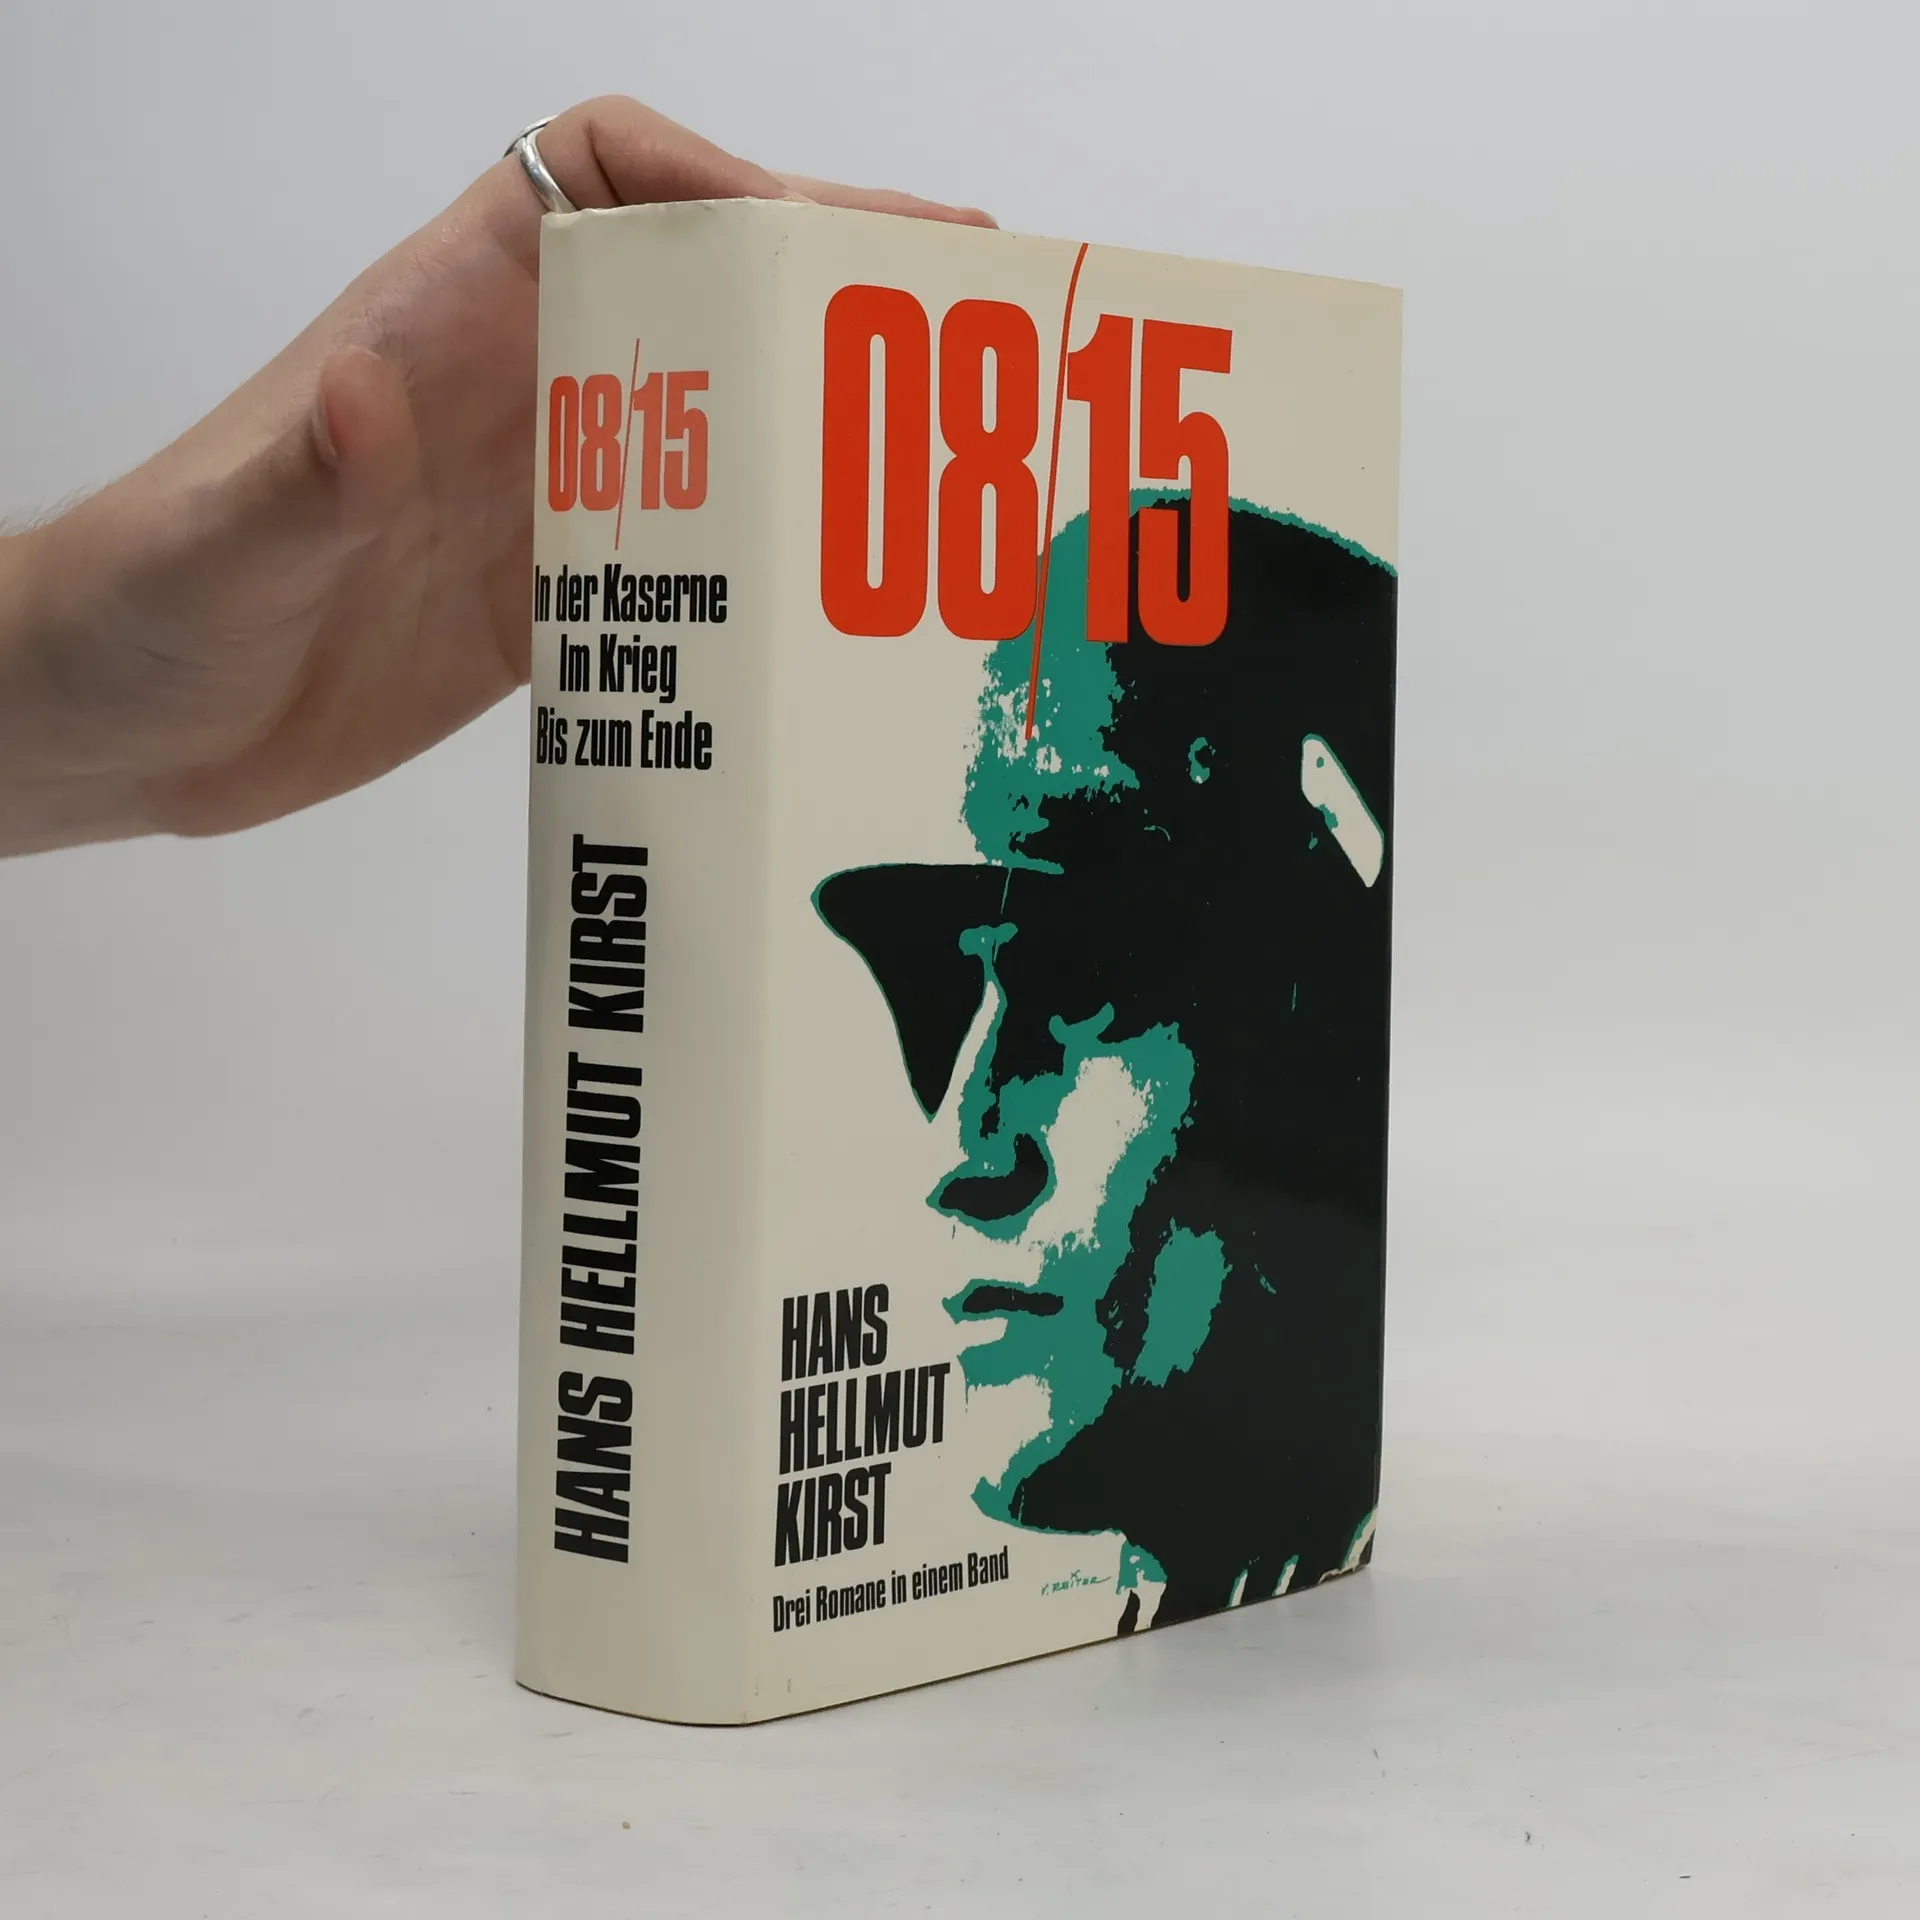 08/15
In der Kaserne
Im Krieg
Bis zum Ende
HANS HELLMUT KIRST
08/15
HANS
HELLMUT
KIRST
Drei Romane in einem Band
K
V. REITER